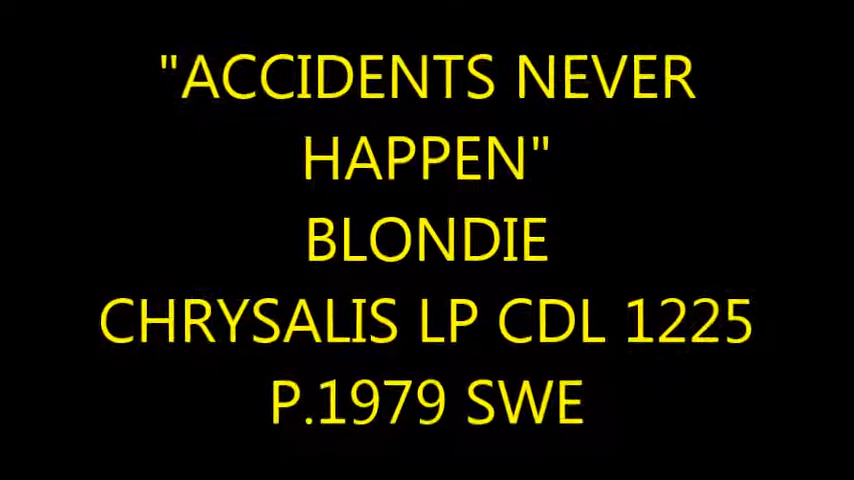 "ACCIDENTS NEVER
HAPPEN"
BLONDIE
CHRYSALIS LP CDL 1225
P.1979 SWE